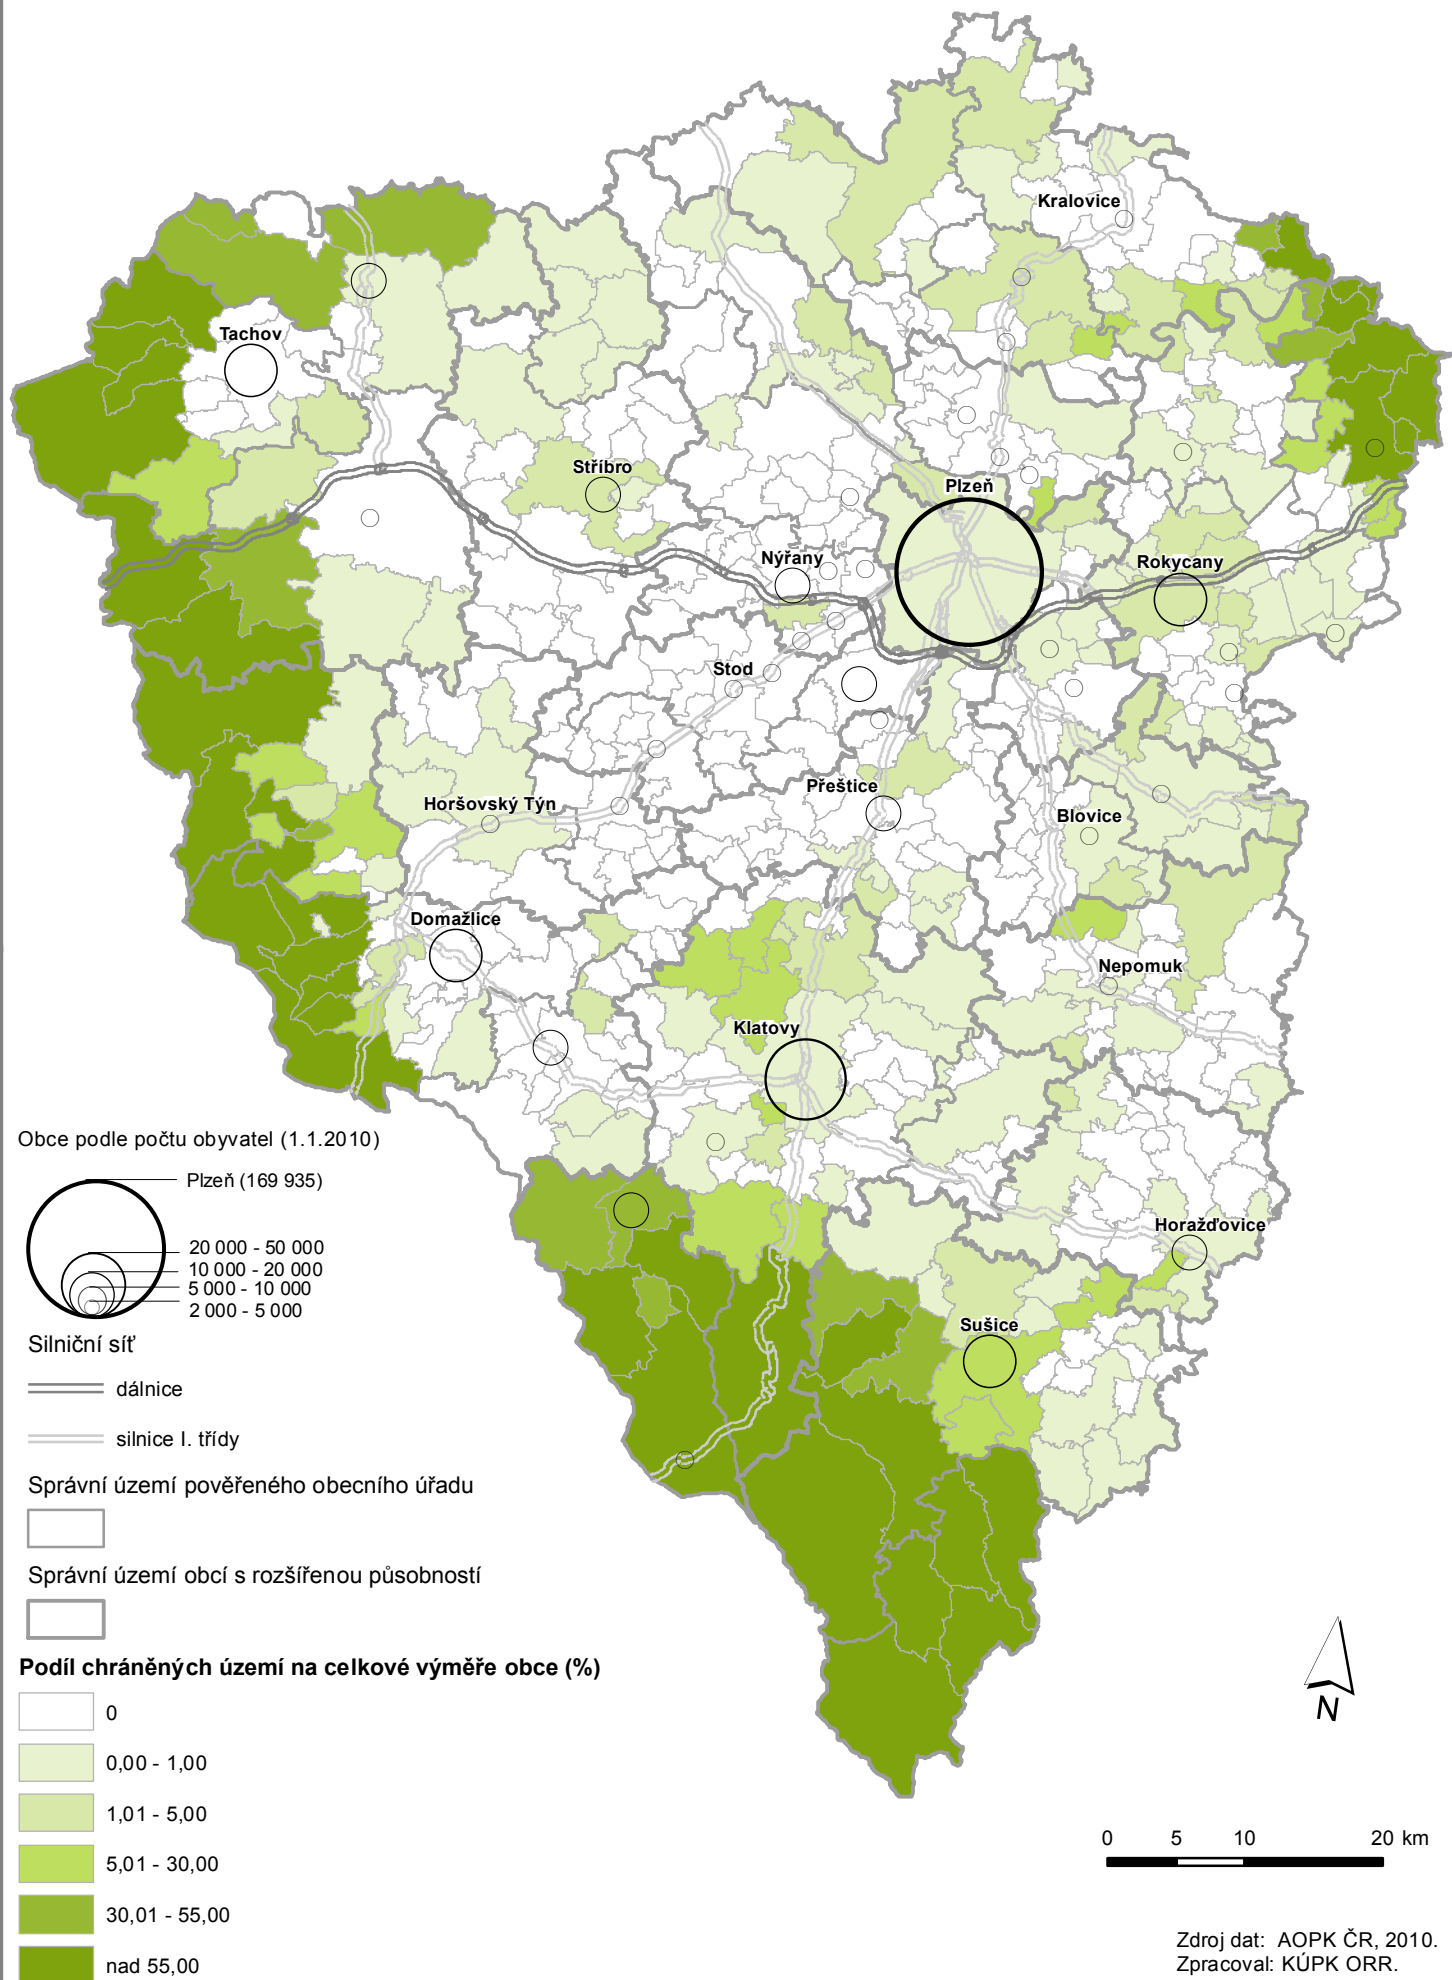 Kralovice
Tachov
Stříbro
Plzeň
Nýřany
Rokycany
Stod
Přeštice
Horšovský Týn
Blovice
Domažlice
Nepomuk
Klatovy
Horažďovice
Sušice
Obce podle počtu obyvatel (1.1.2010)
Plzeň (169 935)
20 000 - 50 000
10 000 - 20 000
5 000 - 10 000
2 000 - 5 000
Silniční síť
dálnice
silnice I. třídy
Správní území pověřeného obecního úřadu
Správní území obcí s rozšířenou působností
Podíl chráněných území na celkové výměře obce (%)
0
0,00 - 1,00
1,01 - 5,00
5,01 - 30,00
30,01 - 55,00
nad 55,00
N
0 5 10 20 km
Zdroj dat: AOPK ČR, 2010.
Zpracoval: KÚPK ORR.